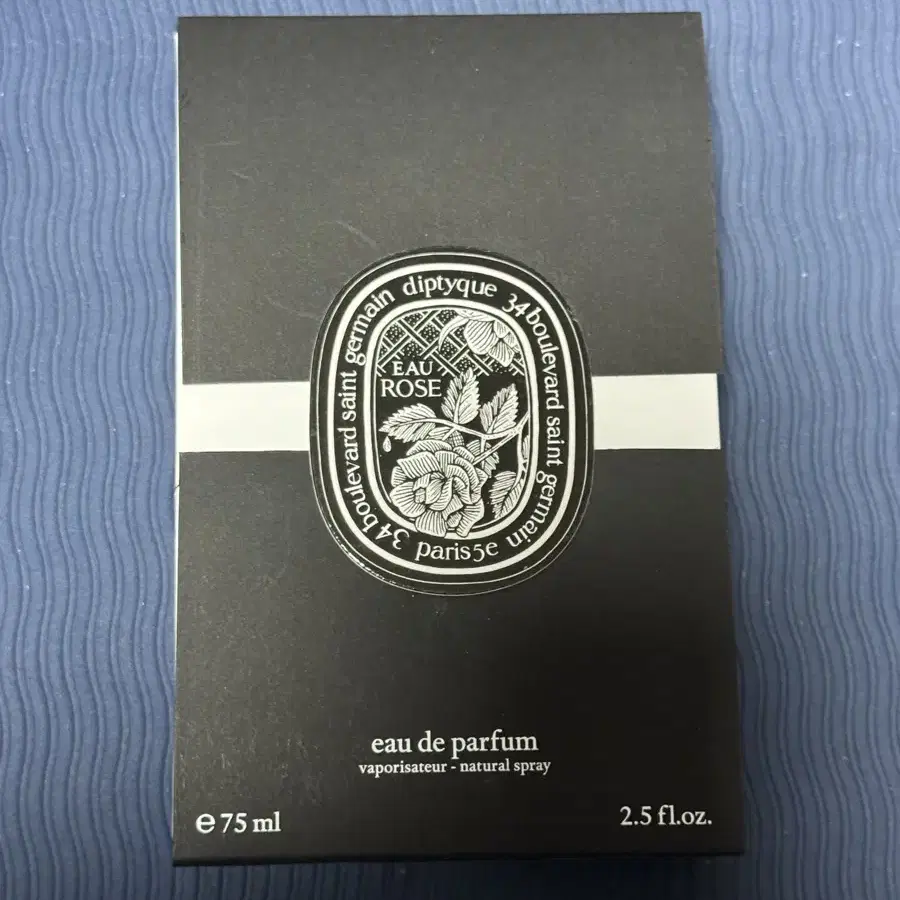 diptyque 34 boulevard saint germain paris 5e 34 boulevard saint germain
EAU
ROSE
eau de parfum
vaporisateur - natural spray
e 75 ml
2.5 fl.oz.